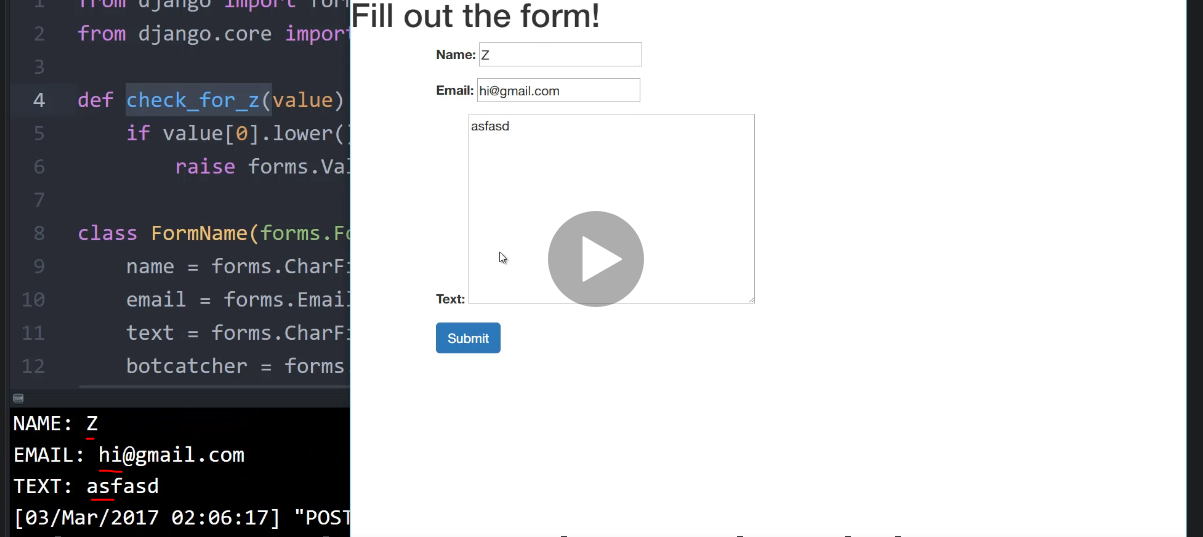 1 from django import for
2 from django.core import
3
4 def check_for_z(value)
5 if value[0].lower()
6 raise forms.Val
7
8 class FormName(forms.Fo
9 name = forms.CharFi
10 email = forms.Email
11 text = forms.CharFi
12 botcatcher = forms
NAME: Z
EMAIL: hi@gmail.com
TEXT: asfasd
[03/Mar/2017 02:06:17] "POST
Fill out the form!
Name: Z
Email: hi@gmail.com
asfasd
Text:
Submit